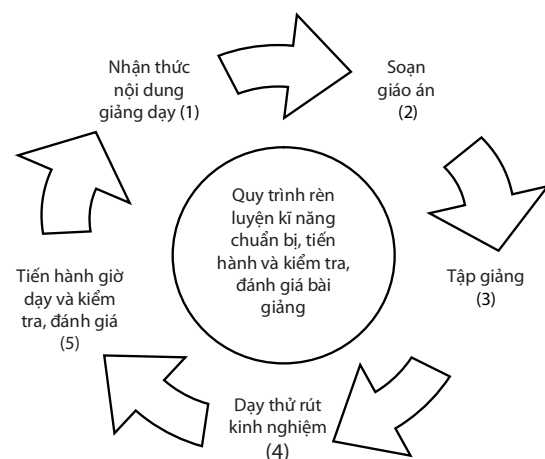 Nhận thức
nội dung
giảng dạy (1)
Soạn
giáo án
(2)
Quy trình rèn
luyện kĩ năng
chuẩn bị, tiến
hành và kiểm tra,
đánh giá bài
giảng
Tập giảng
(3)
Dạy thử rút
kinh nghiệm
(4)
Tiến hành giờ
dạy và kiểm
tra, đánh giá
(5)